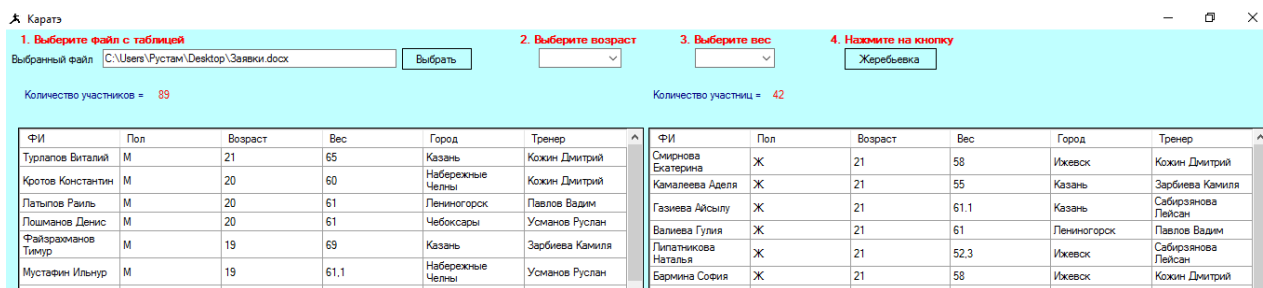 Каратэ
1. Выберите файл с таблицей 2. Выберите возраст 3. Выберите вес 4. Нажмите на кнопку
Выбранный файл C:\Users\Рустам\Desktop\Заявки.docx Выбрать Жеребьевка
Количество участников = 89 Количество участниц = 42
ФИ Пол Возраст Вес Город Тренер
Турлапов Виталий М 21 65 Казань Кожин Дмитрий
Кротов Константин М 20 60 Набережные Челны Кожин Дмитрий
Латыпов Раиль М 20 61 Лениногорск Павлов Вадим
Лошманов Денис М 20 61 Чебоксары Усманов Руслан
Файзрахманов Тимур М 19 69 Казань Зарбиева Камиля
Мустафин Ильнур М 19 61,1 Набережные Челны Усманов Руслан
ФИ Пол Возраст Вес Город Тренер
Смирнова Екатерина Ж 21 58 Ижевск Кожин Дмитрий
Камалеева Аделя Ж 21 55 Казань Зарбиева Камиля
Газиева Айсылу Ж 21 61.1 Казань Сабирзянова Лейсан
Валиева Гулия Ж 21 61 Лениногорск Павлов Вадим
Липатникова Наталья Ж 21 52,3 Ижевск Сабирзянова Лейсан
Бармина София Ж 21 58 Ижевск Кожин Дмитрий